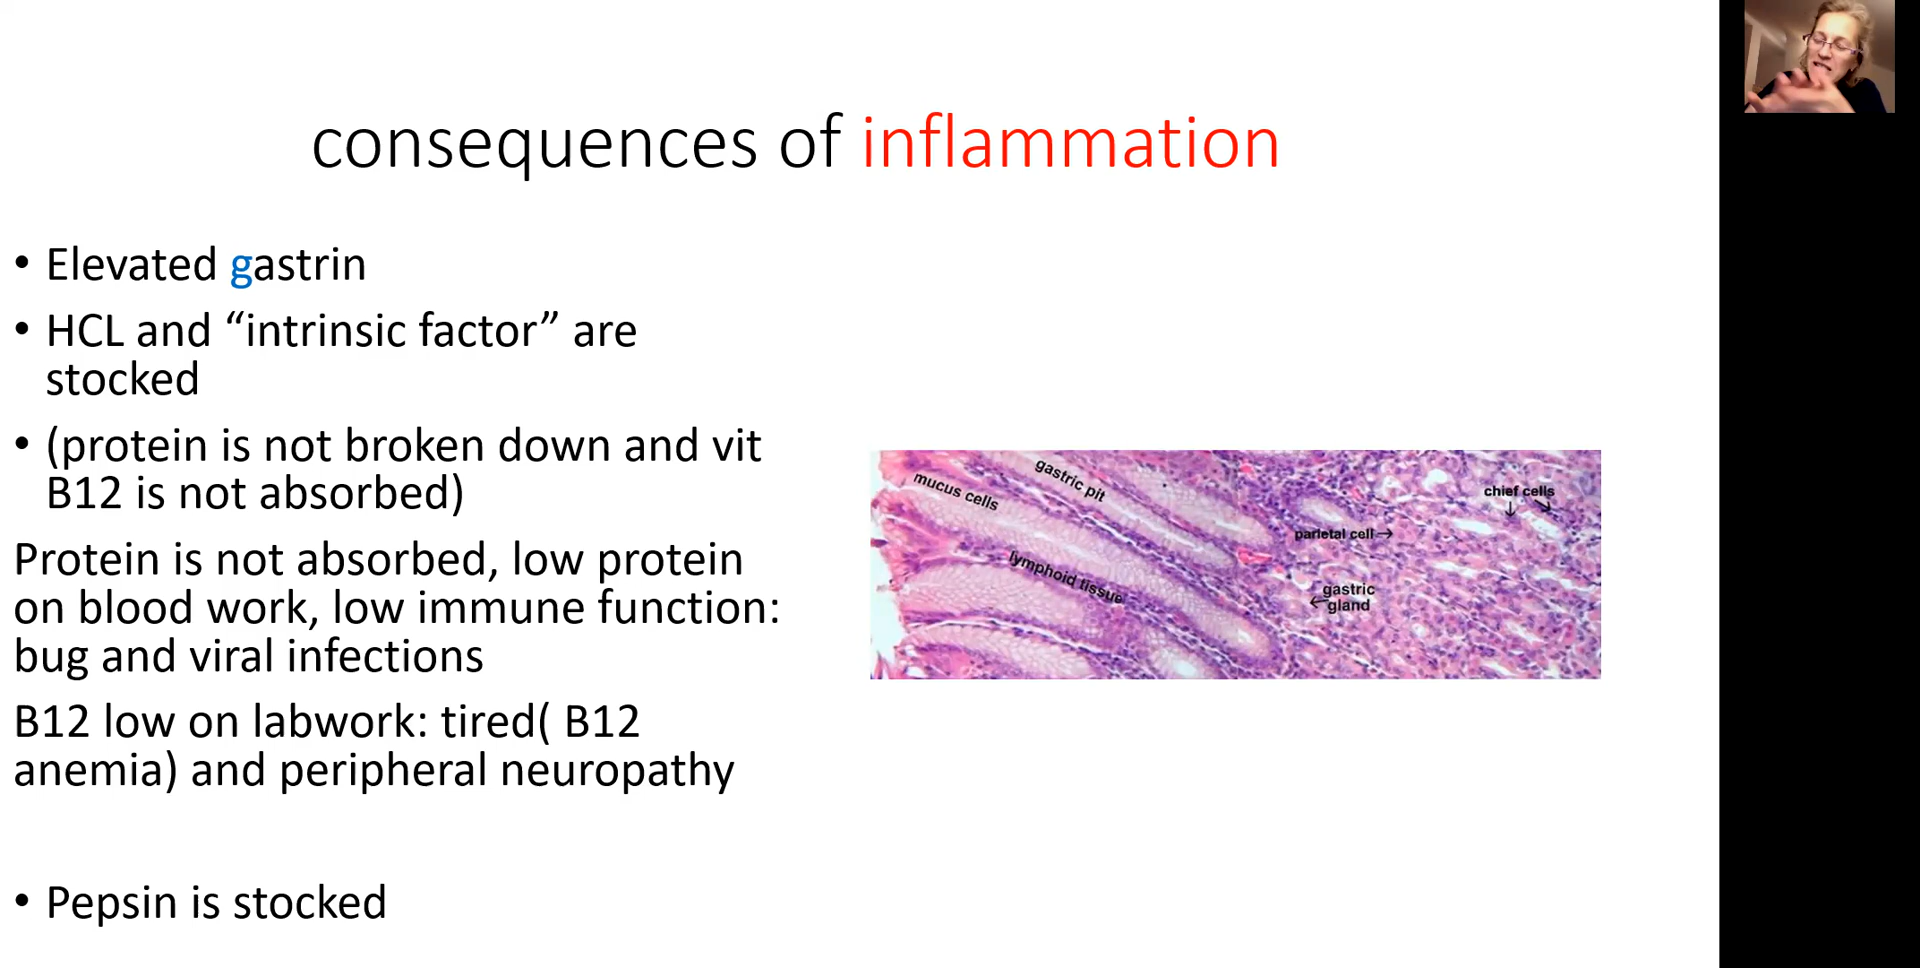 consequences of inflammation
• Elevated gastrin
• HCL and “intrinsic factor” are
stocked
• (protein is not broken down and vit
B12 is not absorbed)
Protein is not absorbed, low protein
on blood work, low immune function:
bug and viral infections
B12 low on labwork: tired( B12
anemia) and peripheral neuropathy
• Pepsin is stocked
mucus cells
gastric pit
lymphoid tissue
parietal cell→
chief cells
gastric
gland